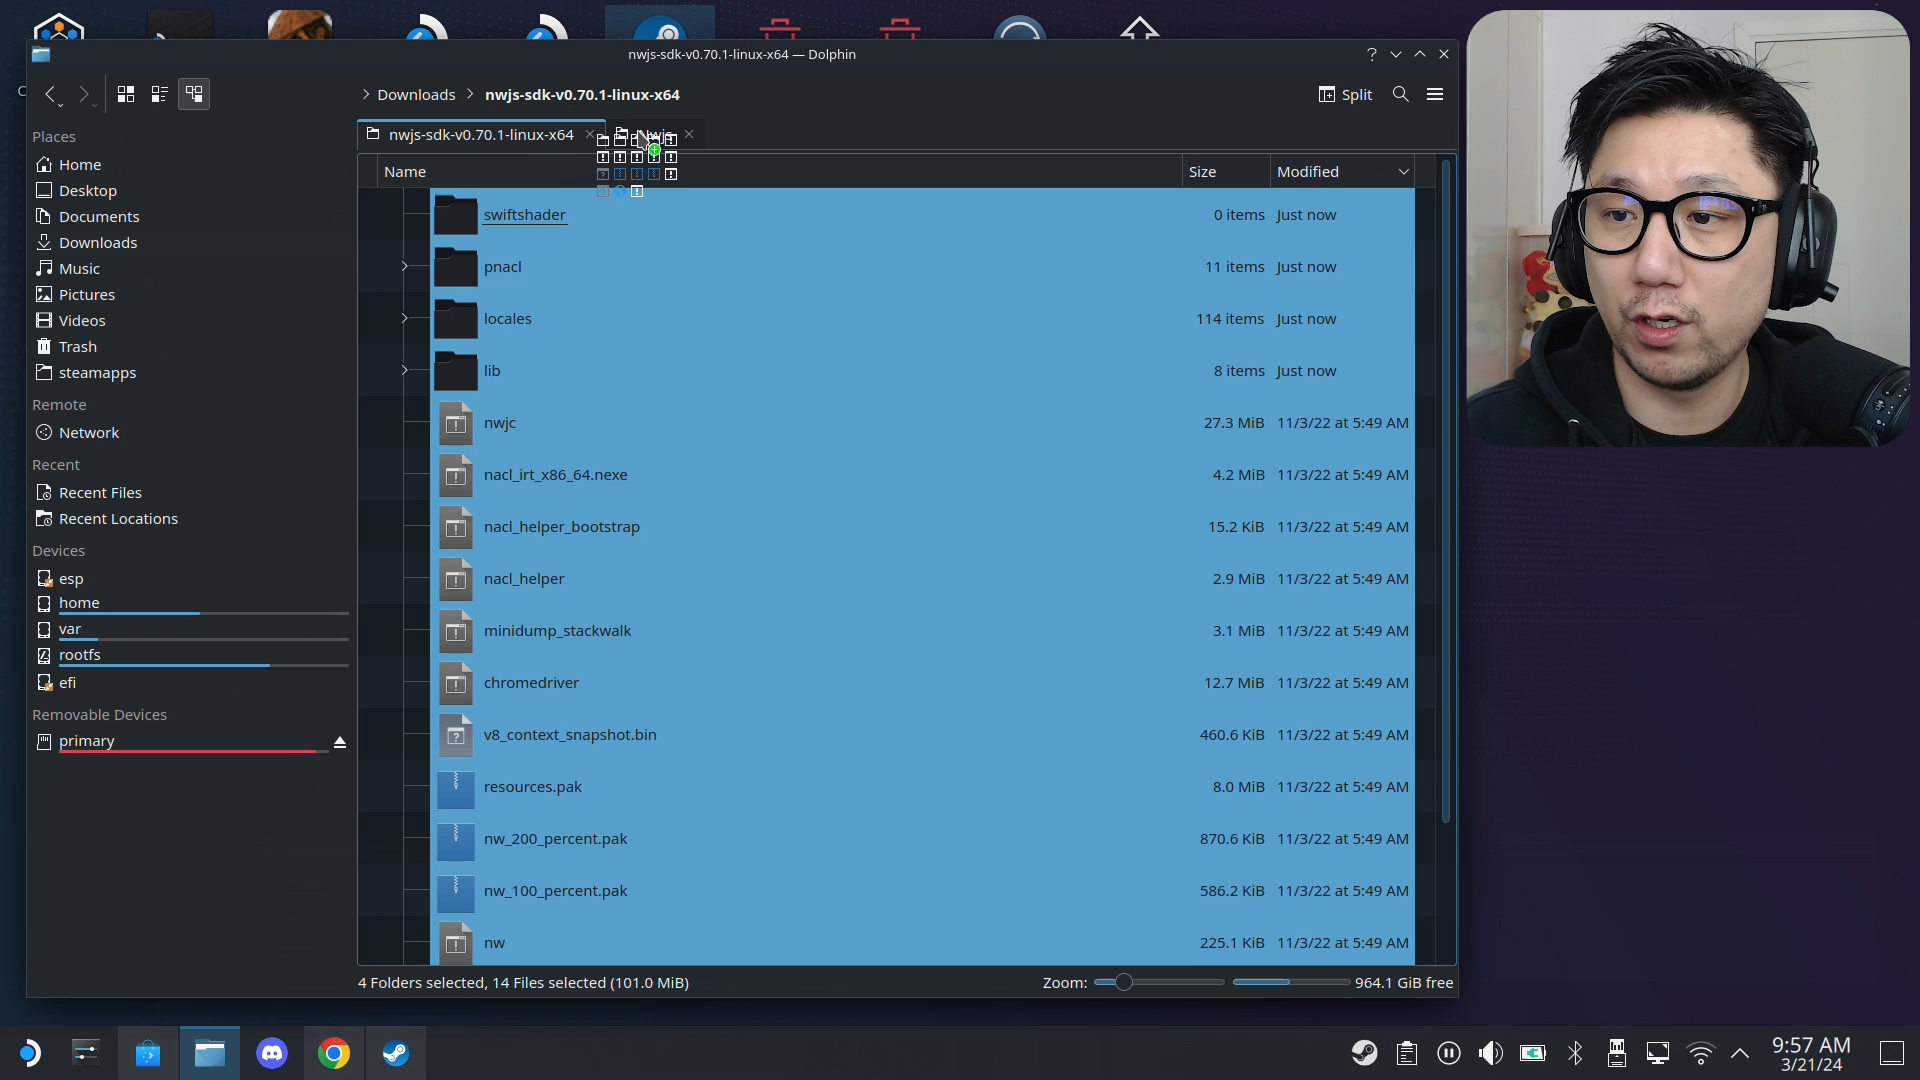 nwjs-sdk-v0.70.1-linux-x64 — Dolphin
Downloads
nwjs-sdk-v0.70.1-linux-x64
Split
nwjs-sdk-v0.70.1-linux-x64
Places
Home
Desktop
Documents
Downloads
Music
Pictures
Videos
Trash
steamapps
Remote
Network
Recent
Recent Files
Recent Locations
Devices
esp
home
var
rootfs
efi
Removable Devices
primary
Name Size Modified
swiftshader 0 items Just now
pnacl 11 items Just now
locales 114 items Just now
lib 8 items Just now
nwjc 27.3 MiB 11/3/22 at 5:49 AM
nacl_irt_x86_64.nexe 4.2 MiB 11/3/22 at 5:49 AM
nacl_helper_bootstrap 15.2 KiB 11/3/22 at 5:49 AM
nacl_helper 2.9 MiB 11/3/22 at 5:49 AM
minidump_stackwalk 3.1 MiB 11/3/22 at 5:49 AM
chromedriver 12.7 MiB 11/3/22 at 5:49 AM
v8_context_snapshot.bin 460.6 KiB 11/3/22 at 5:49 AM
resources.pak 8.0 MiB 11/3/22 at 5:49 AM
nw_200_percent.pak 870.6 KiB 11/3/22 at 5:49 AM
nw_100_percent.pak 586.2 KiB 11/3/22 at 5:49 AM
nw 225.1 KiB 11/3/22 at 5:49 AM
4 Folders selected, 14 Files selected (101.0 MiB)
Zoom:
964.1 GiB free
9:57 AM
3/21/24